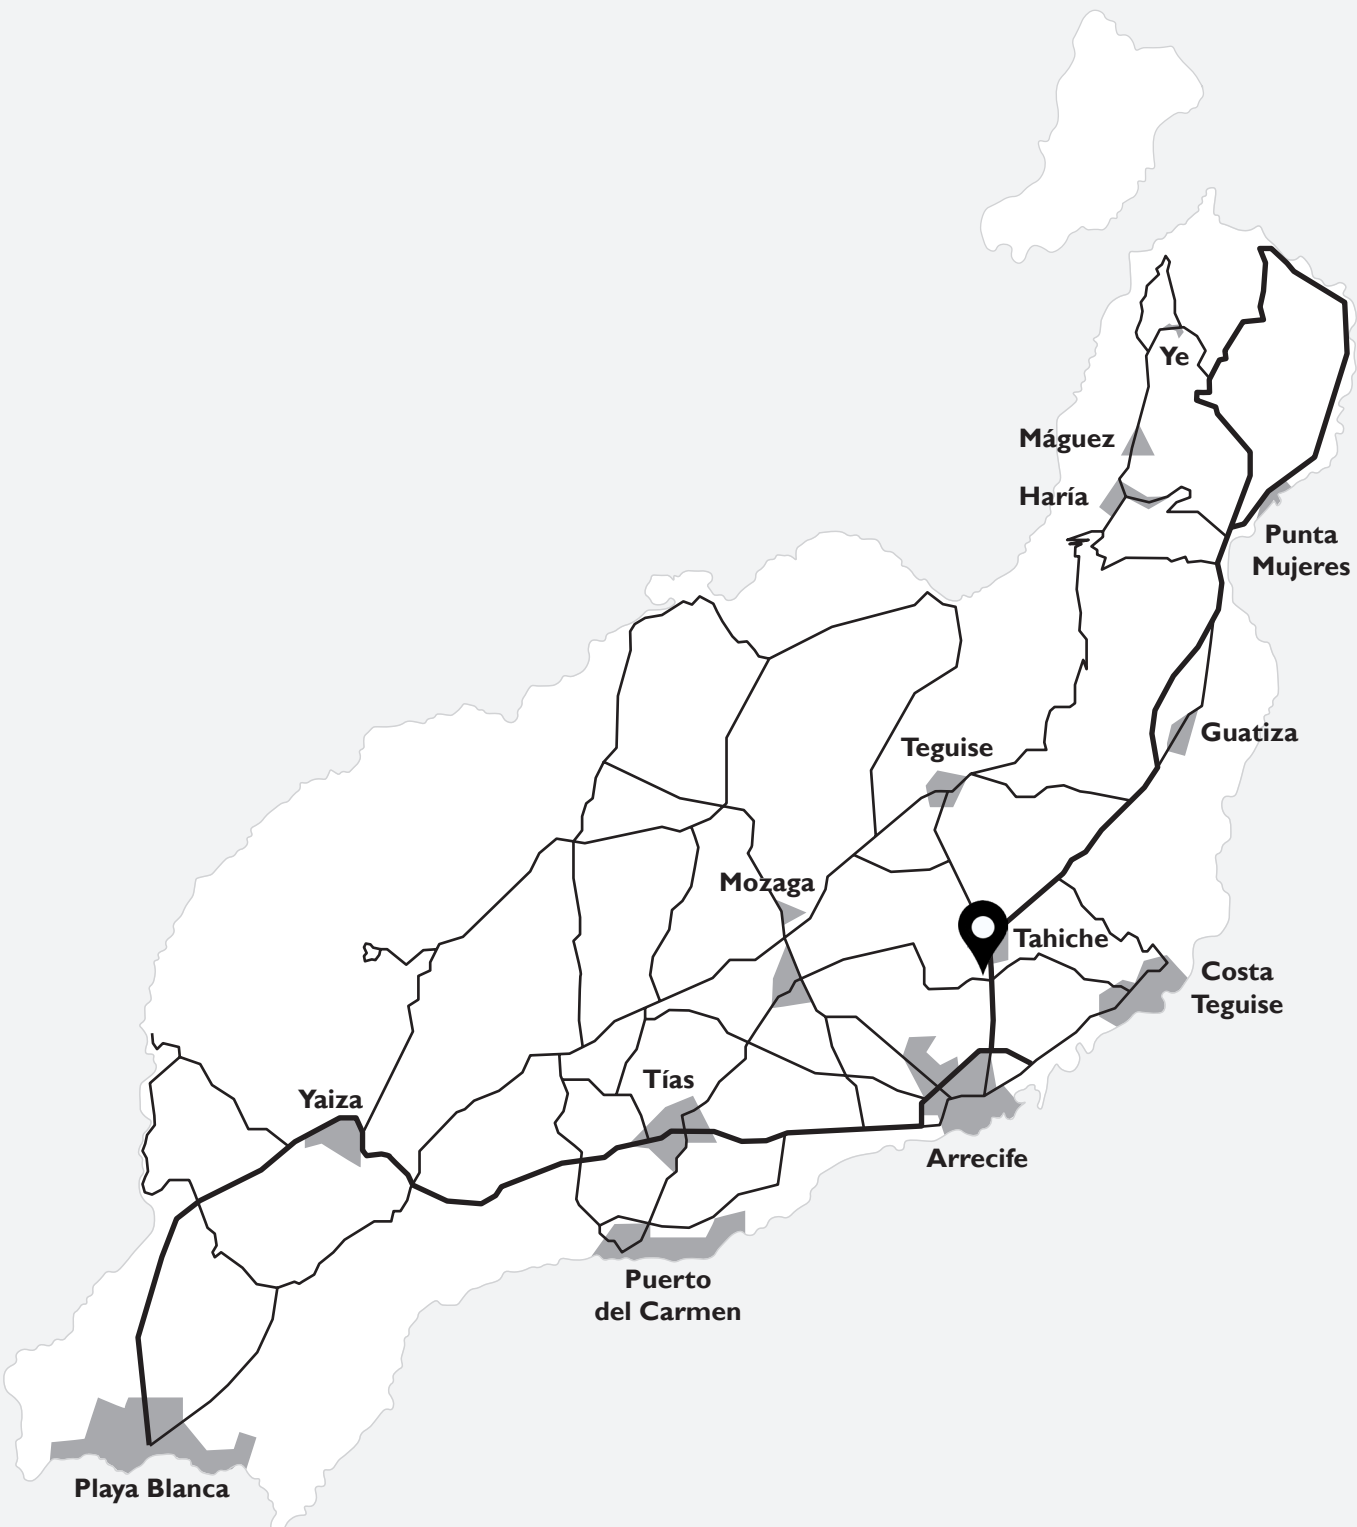 Ye
Máguez
Haría
Punta
Mujeres
Guatiza
Teguise
Mozaga
Tahiche
Costa
Teguise
Tías
Yaiza
Arrecife
Puerto
del Carmen
Playa Blanca